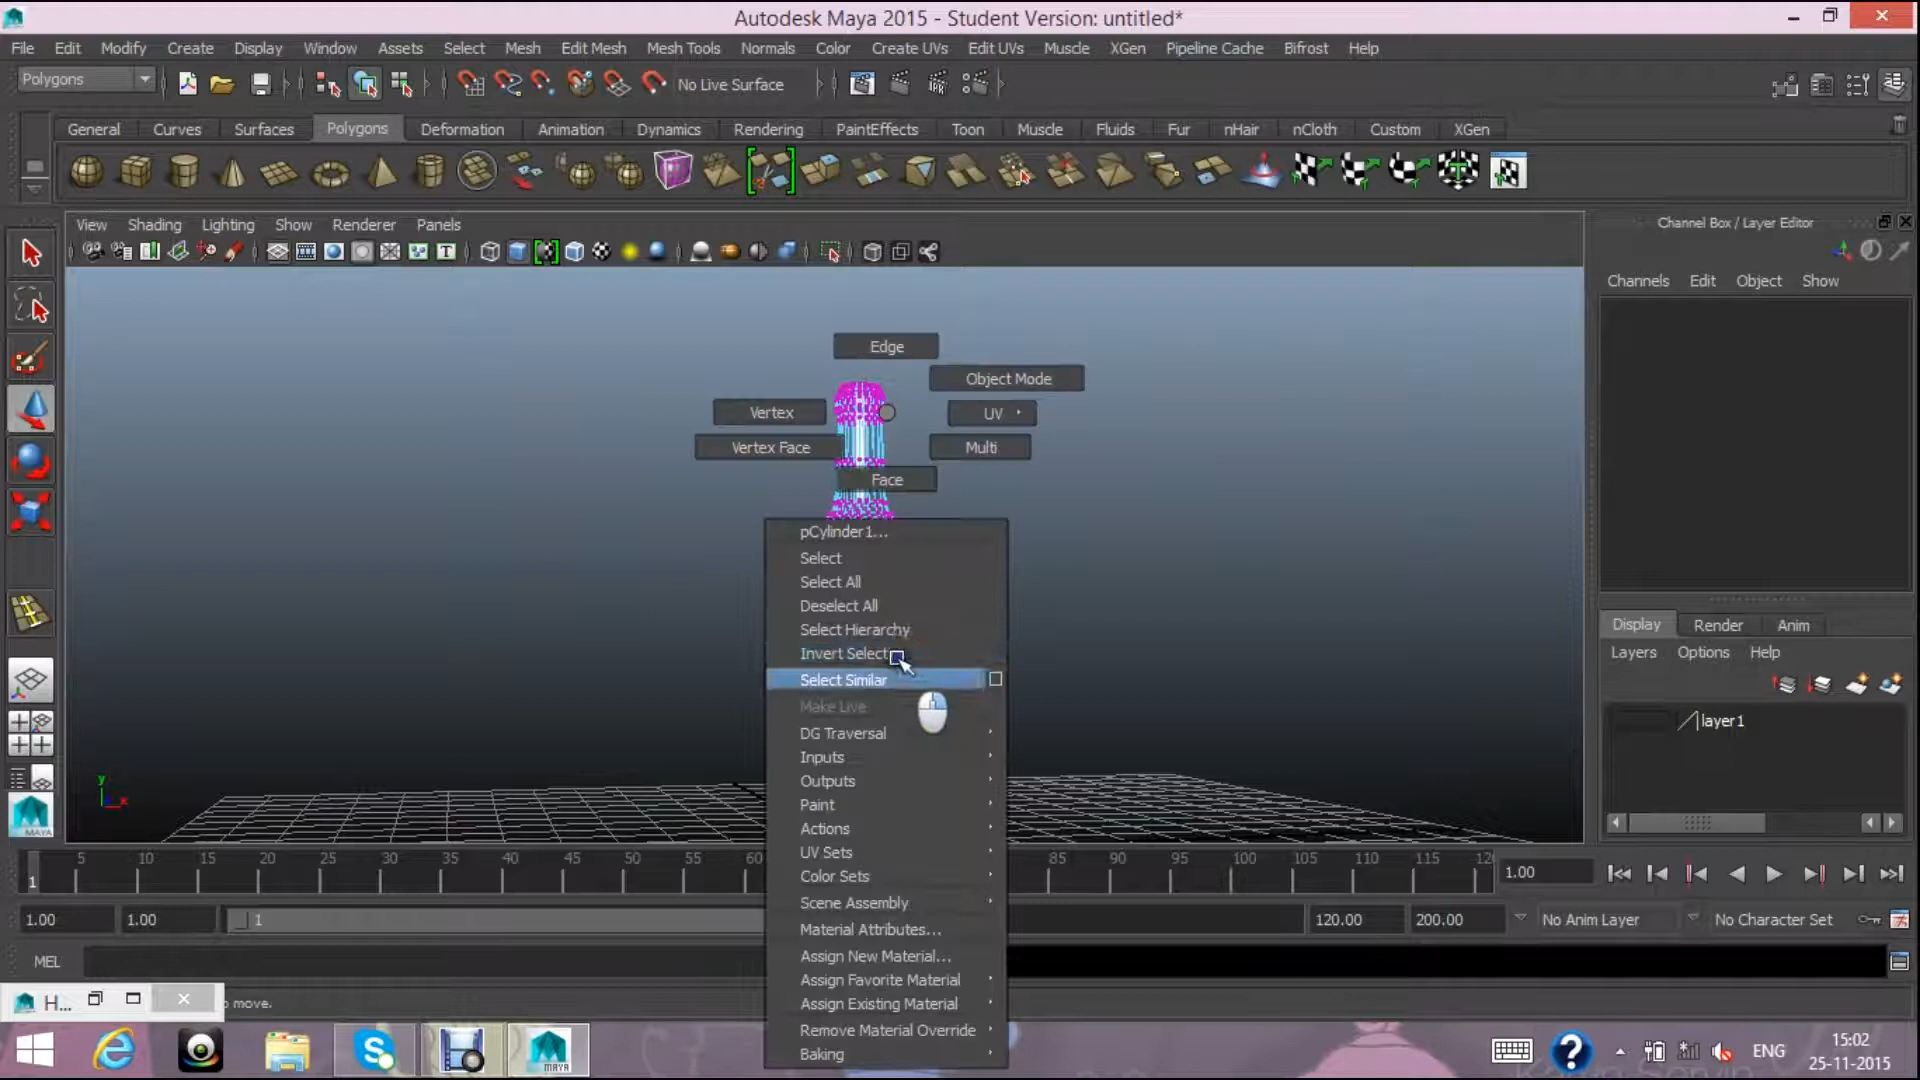 Autodesk Maya 2015 - Student Version: untitled*
File Edit Modify Create Display Window Assets Select Mesh Edit Mesh Mesh Tools Normals Color Create UVs Edit UVs Muscle XGen Pipeline Cache Bifrost Help
Polygons No Live Surface IPR
General Curves Surfaces Polygons Deformation Animation Dynamics Rendering PaintEffects Toon Muscle Fluids Fur nHair nCloth Custom XGen
View Shading Lighting Show Renderer Panels
Channel Box / Layer Editor
Channels Edit Object Show
Edge
Object Mode
Vertex UV
Vertex Face Multi
Face
pCylinder1...
Select
Select All
Deselect All
Select Hierarchy
Invert Select
Select Similar
Make Live
DG Traversal
Inputs
Outputs
Paint
Actions
UV Sets
Color Sets
Scene Assembly
Material Attributes...
Assign New Material...
Assign Favorite Material
Assign Existing Material
Remove Material Override
Baking
Display Render Anim
Layers Options Help
layer1
y x
MAYA
5 10 15 20 25 30 35 40 45 50 55 60 85 90 95 100 105 110 115 12
1 1.00
1.00 1.00 1 120.00 200.00 No Anim Layer No Character Set
MEL
H... o move.
MAYA
ENG
15:02
25-11-2015